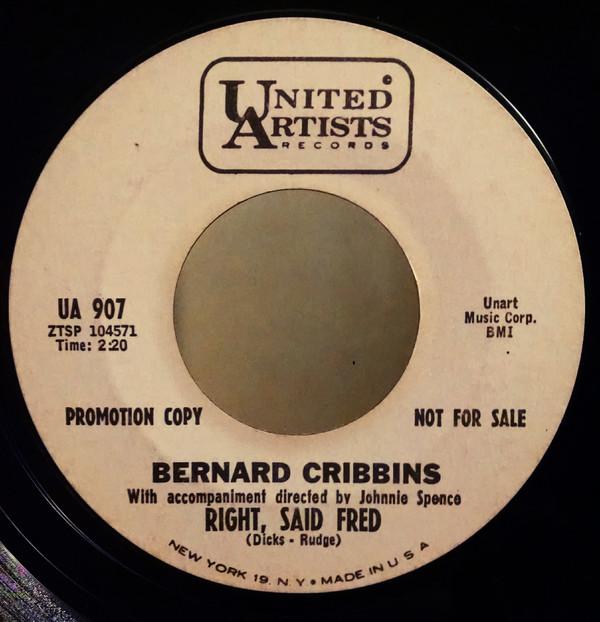 UNITED
ARTISTS
RECORDS
UA 907
ZTSP 104571
Time: 2:20
Unart
Music Corp.
BMI
PROMOTION COPY
NOT FOR SALE
BERNARD CRIBBINS
With accompaniment directed by Johnnie Spence
RIGHT, SAID FRED
(Dicks - Rudge)
NEW YORK 19, N.Y • MADE IN U S A